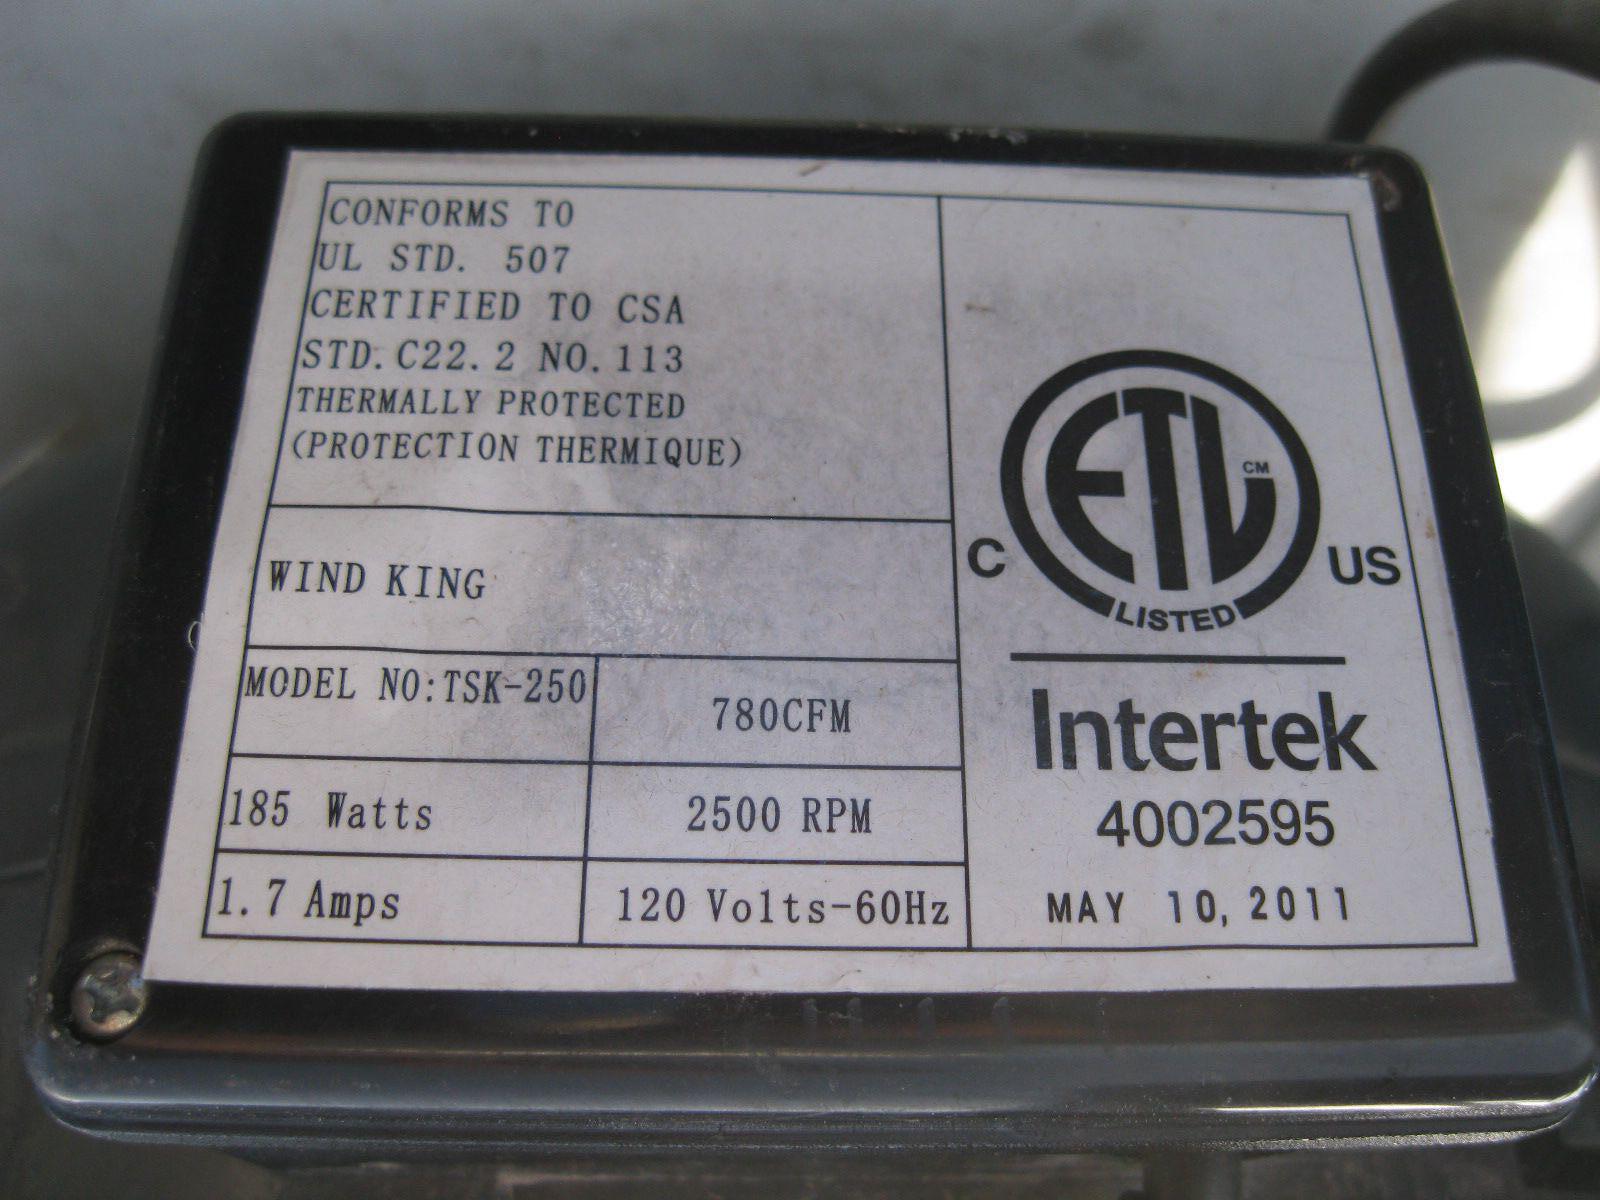 CONFORMS TO
UL STD. 507
CERTIFIED TO CSA
STD.C22.2 NO.113
THERMALLY PROTECTED
(PROTECTION THERMIQUE)
WIND KING
MODEL NO:TSK-250
780CFM
185 Watts
2500 RPM
1.7 Amps
120 Volts-60Hz
ETL CM
C US
LISTED
Intertek
4002595
MAY 10, 2011